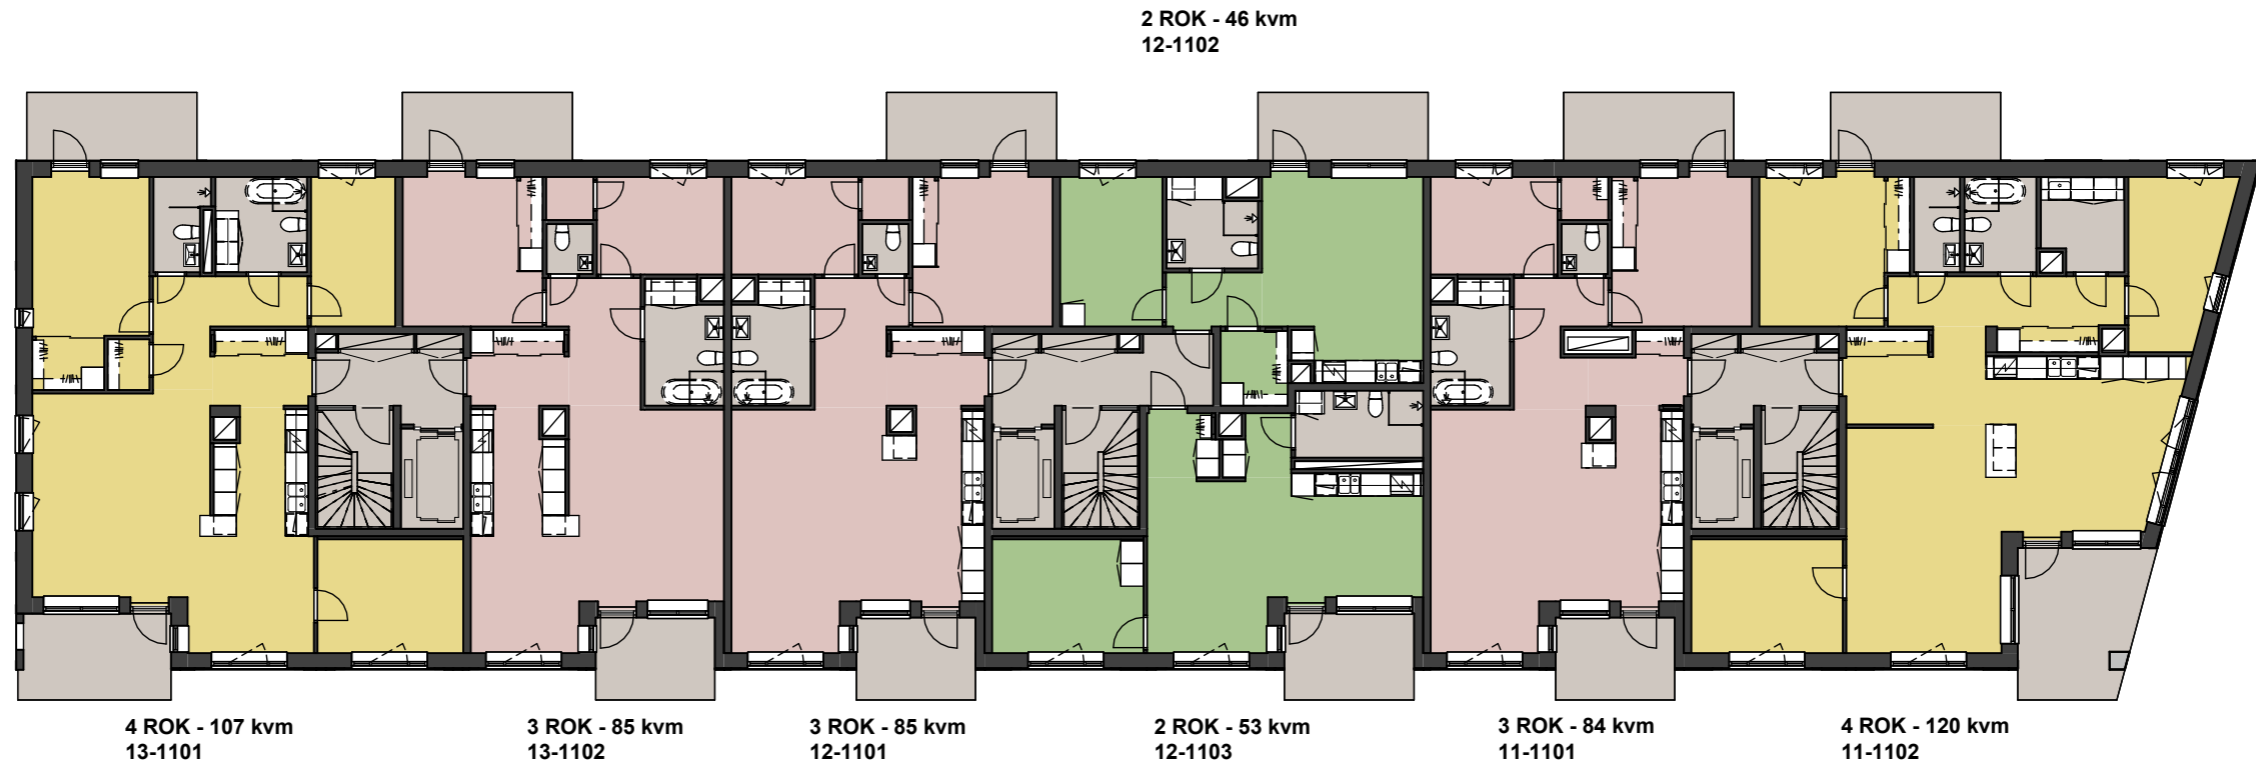 2 ROK - 46 kvm
12-1102
4 ROK - 107 kvm
13-1101
3 ROK - 85 kvm
13-1102
3 ROK - 85 kvm
12-1101
2 ROK - 53 kvm
12-1103
3 ROK - 84 kvm
11-1101
4 ROK - 120 kvm
11-1102